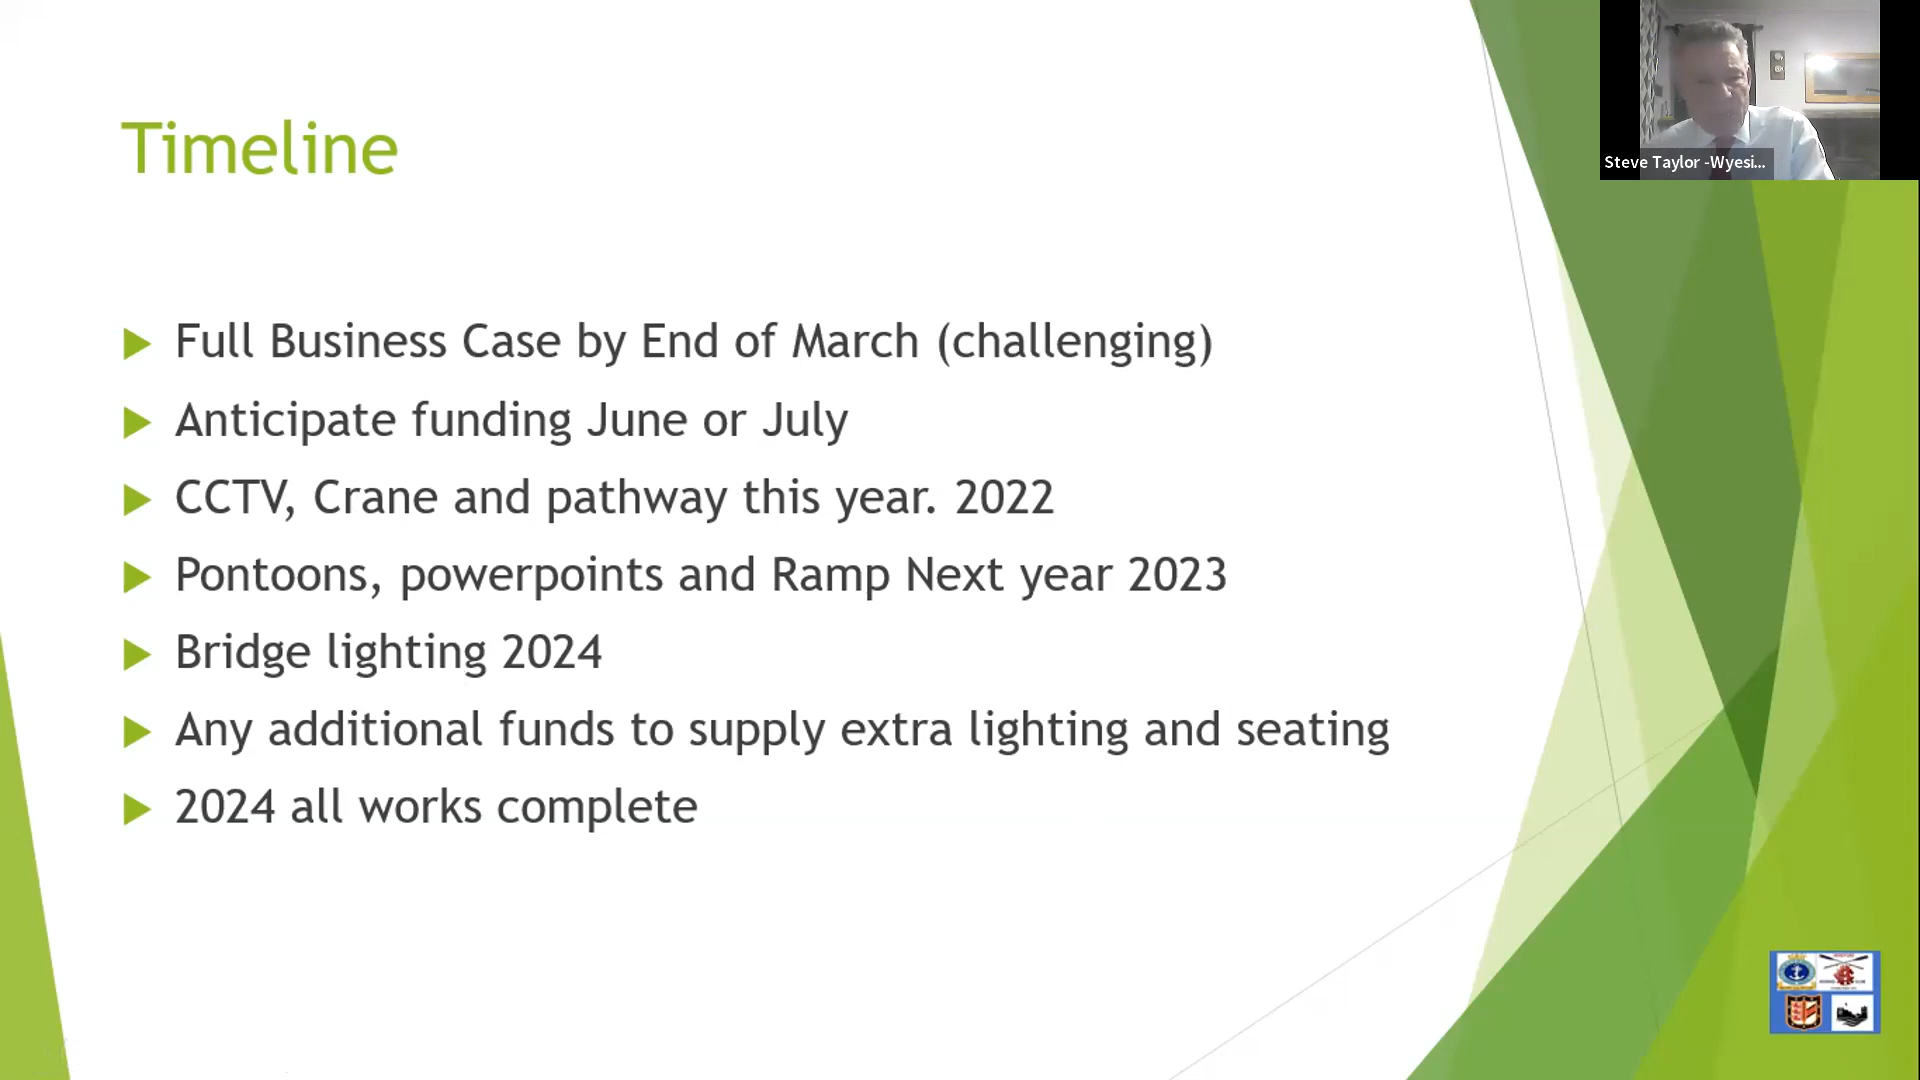 Timeline
Full Business Case by End of March (challenging)
Anticipate funding June or July
CCTV, Crane and pathway this year. 2022
Pontoons, powerpoints and Ramp Next year 2023
Bridge lighting 2024
Any additional funds to supply extra lighting and seating
2024 all works complete
Steve Taylor -Wyesi...